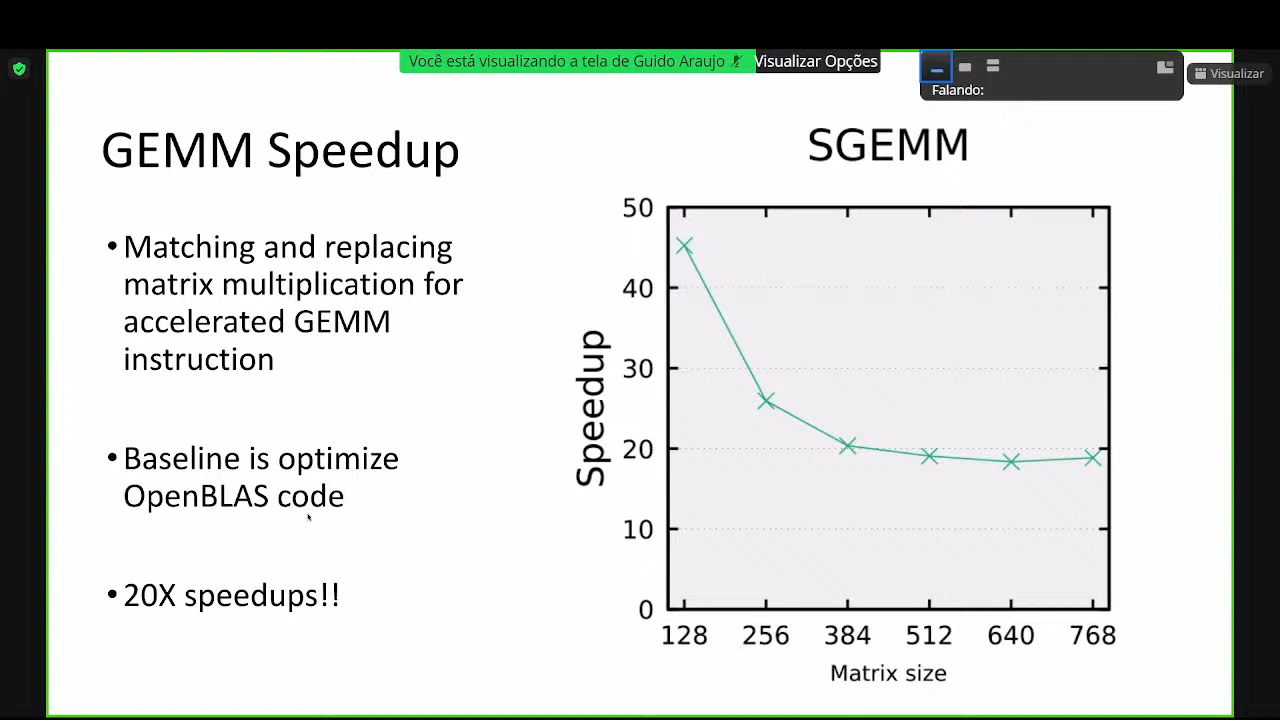 Você está visualizando a tela de Guido Araujo
Visualizar Opções
Falando:
Visualizar
GEMM Speedup
•Matching and replacing
matrix multiplication for
accelerated GEMM
instruction
•Baseline is optimize
OpenBLAS code
•20X speedups!!
SGEMM
Speedup
50
40
30
20
10
0
128 256 384 512 640 768
Matrix size